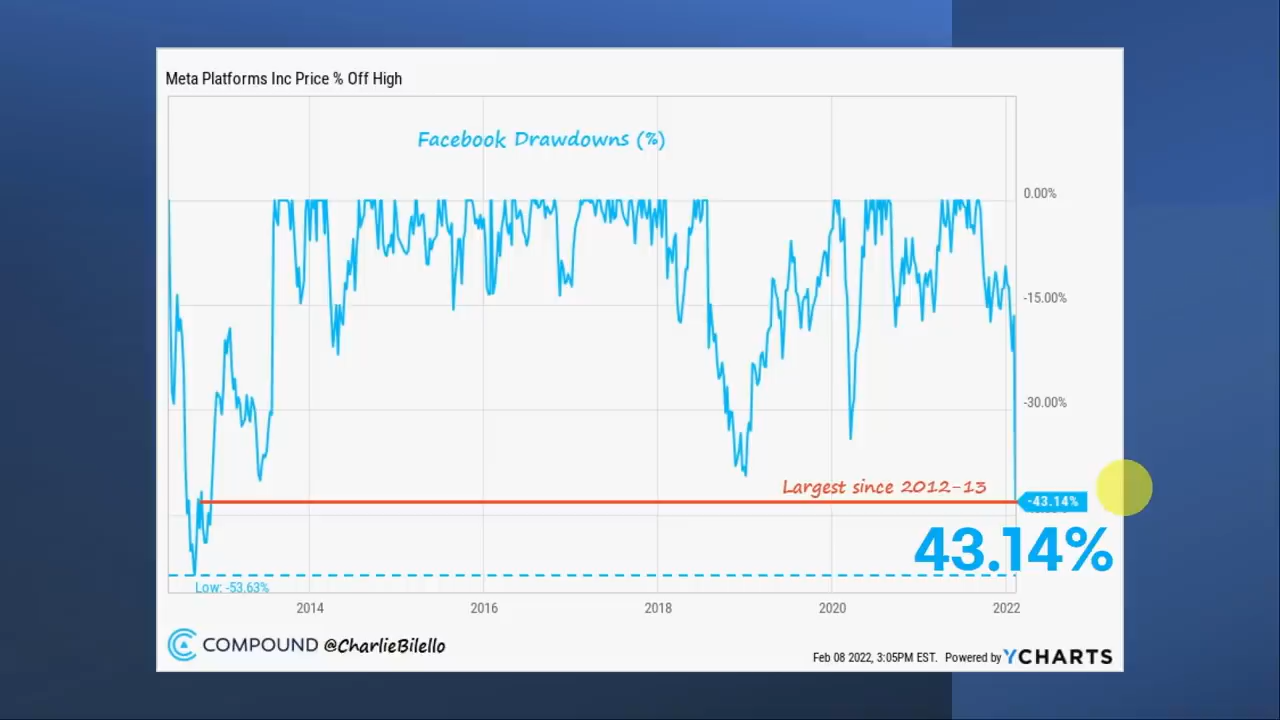 Meta Platforms Inc Price % Off High
Facebook Drawdowns (%)
0.00%
-15.00%
-30.00%
Largest since 2012-13
-43.14%
43.14%
Low: -53.63%
2014 2016 2018 2020 2022
COMPOUND @CharlieBilello
Feb 08 2022, 3:05PM EST. Powered by YCHARTS